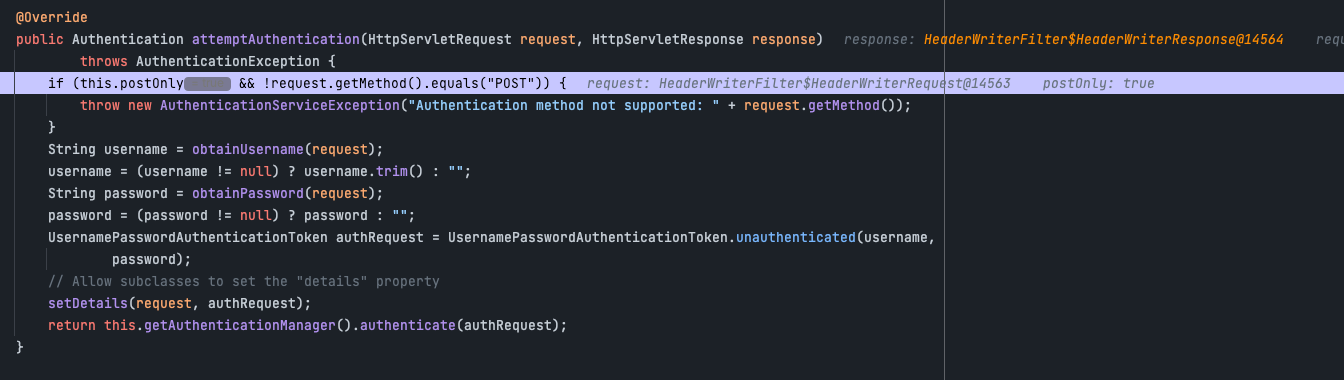 @Override
public Authentication attemptAuthentication(HttpServletRequest request, HttpServletResponse response)   response: HeaderWriterFilter$HeaderWriterResponse@14564   requ
        throws AuthenticationException {
    if (this.postOnly && !request.getMethod().equals("POST")) {   request: HeaderWriterFilter$HeaderWriterRequest@14563   postOnly: true
        throw new AuthenticationServiceException("Authentication method not supported: " + request.getMethod());
    }
    String username = obtainUsername(request);
    username = (username != null) ? username.trim() : "";
    String password = obtainPassword(request);
    password = (password != null) ? password : "";
    UsernamePasswordAuthenticationToken authRequest = UsernamePasswordAuthenticationToken.unauthenticated(username,
            password);
    // Allow subclasses to set the "details" property
    setDetails(request, authRequest);
    return this.getAuthenticationManager().authenticate(authRequest);
}